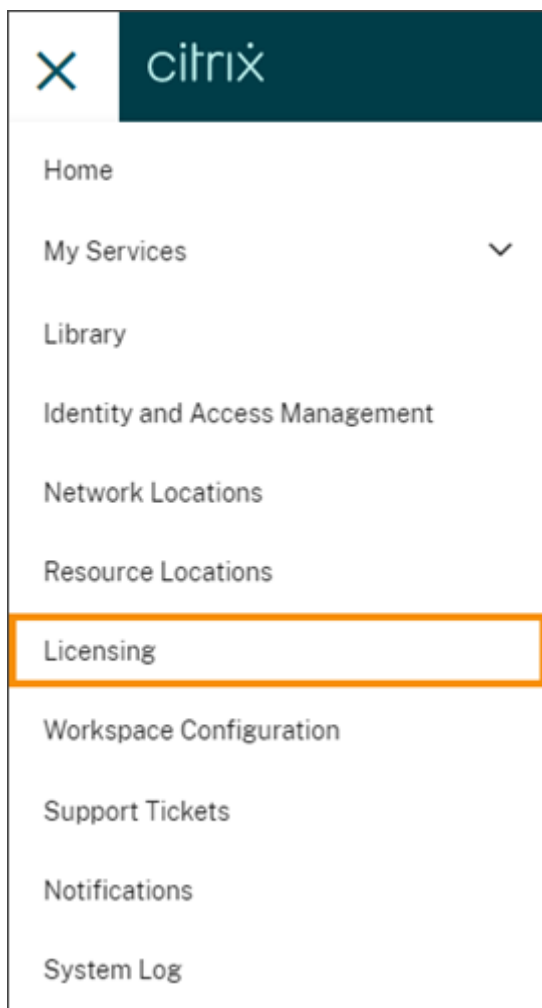 citrix
Home
My Services
Library
Identity and Access Management
Network Locations
Resource Locations
Licensing
Workspace Configuration
Support Tickets
Notifications
System Log